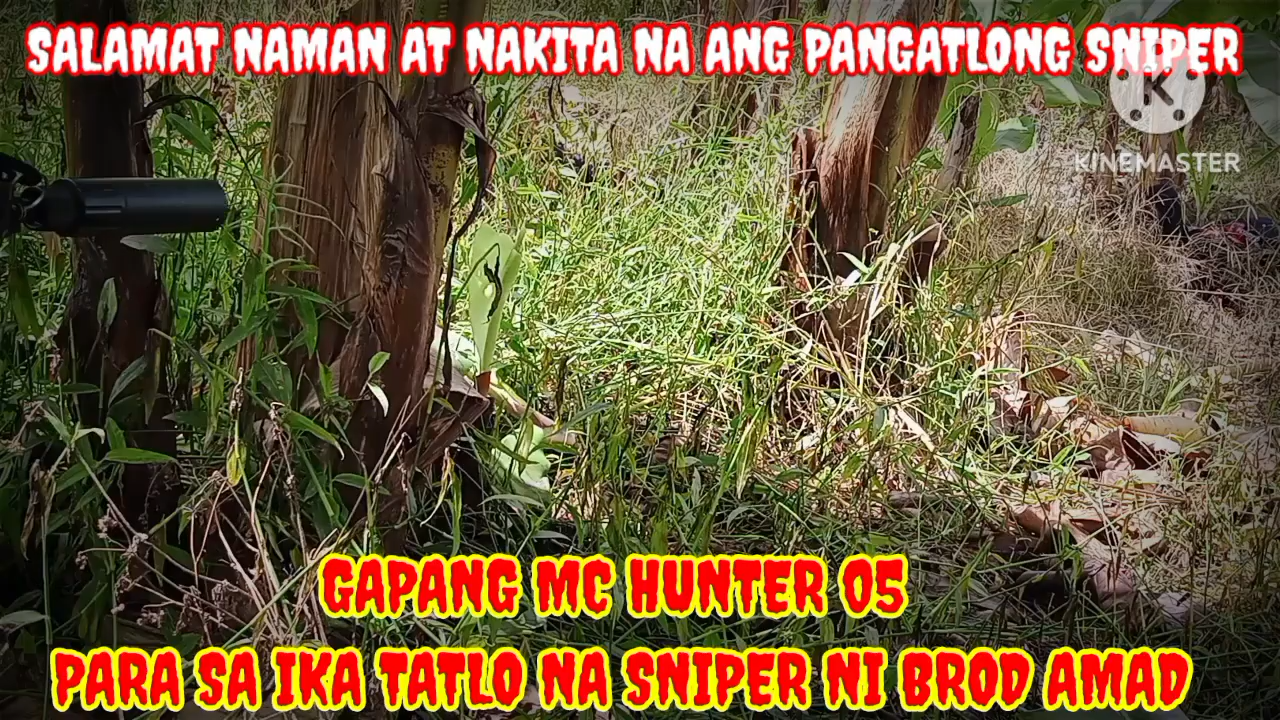 SALAMAT NAMAN AT NAKITA NA ANG PANGATLONG SNIPER
K
KINEMASTER
GAPANG MC HUNTER 05
PARA SA IKA TATLO NA SNIPER NI BROD AMAD